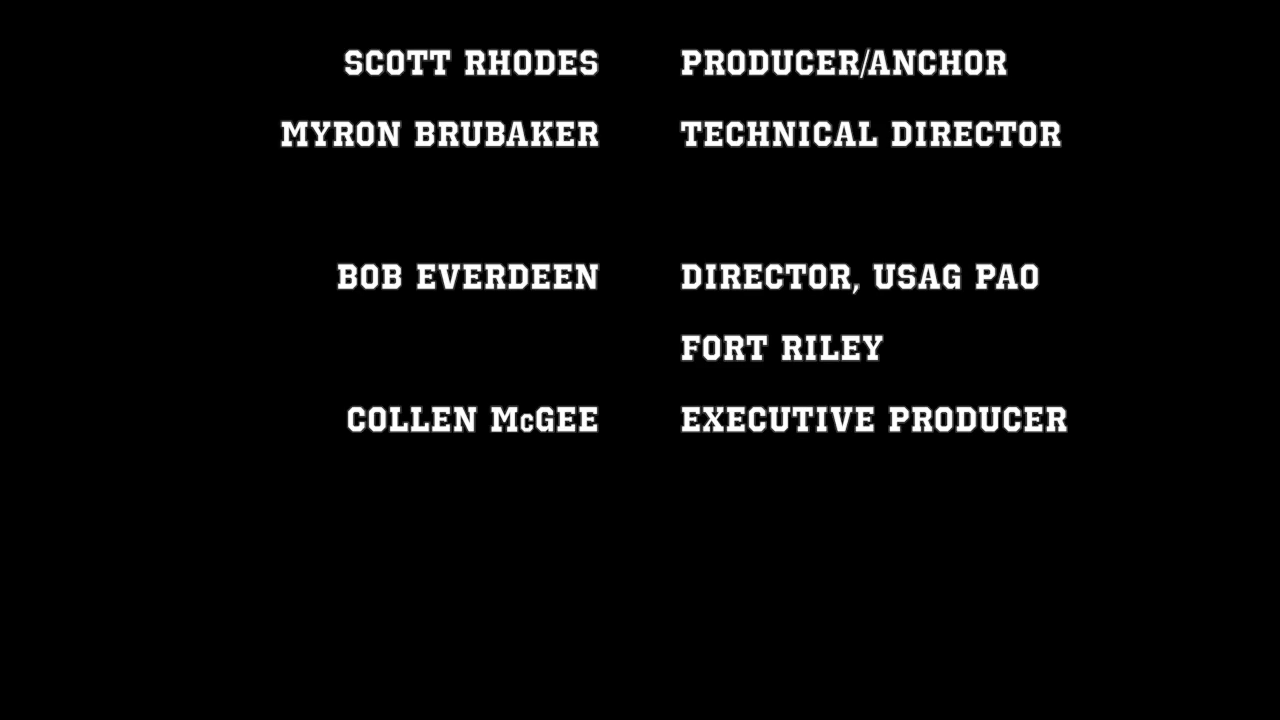 SCOTT RHODES PRODUCER/ANCHOR
MYRON BRUBAKER TECHNICAL DIRECTOR
BOB EVERDEEN DIRECTOR, USAG PAO
FORT RILEY
COLLEN McGEE EXECUTIVE PRODUCER